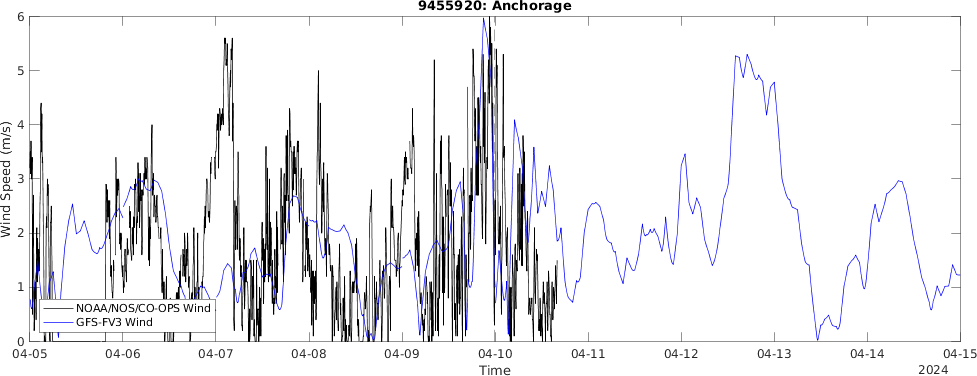 9455920: Anchorage
6
5
4
3
2
1
0
Wind Speed (m/s)
NOAA/NOS/CO-OPS Wind
GFS-FV3 Wind
04-05 04-06 04-07 04-08 04-09 04-10 04-11 04-12 04-13 04-14 04-15
Time
2024